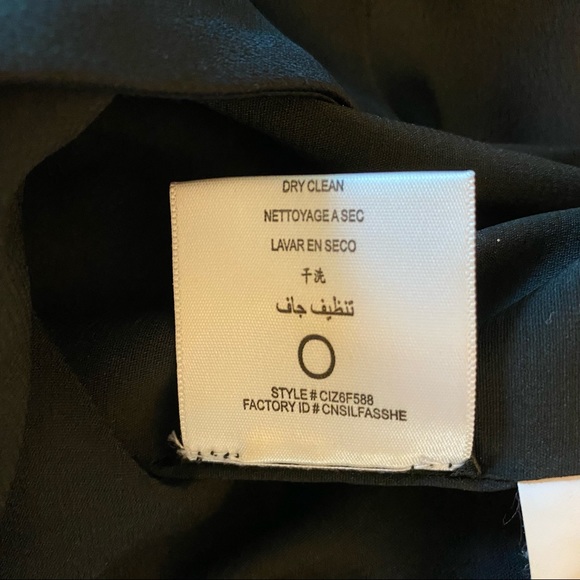 DRY CLEAN
NETTOYAGE A SEC
LAVAR EN SECO
干洗
تنظيف جاف
STYLE # CIZ6F588
FACTORY ID # CNSILFASSHE